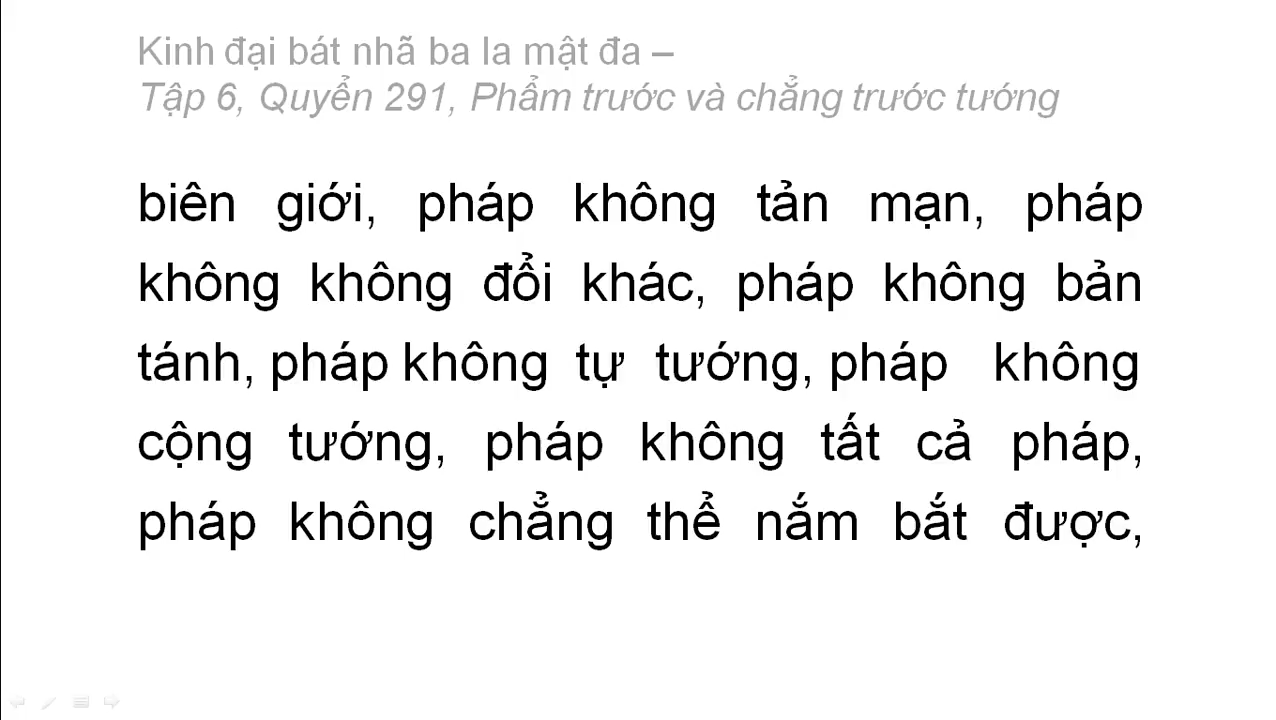 Kinh đại bát nhã ba la mật đa –
Tập 6, Quyển 291, Phẩm trước và chẳng trước tướng
biên giới, pháp không tản mạn, pháp
không không đổi khác, pháp không bản
tánh, pháp không tự tướng, pháp không
cộng tướng, pháp không tất cả pháp,
pháp không chẳng thể nắm bắt được,